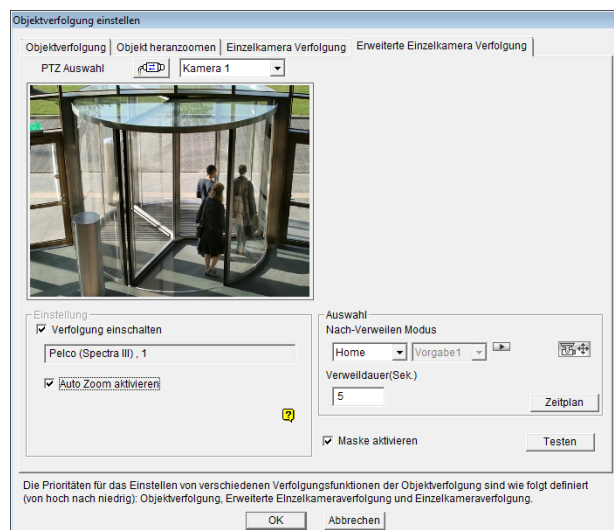 Objektverfolgung einstellen
Objektverfolgung
Objekt heranzoomen
Einzelkamera Verfolgung
Erweiterte Einzelkamera Verfolgung
PTZ Auswahl
Kamera 1
Einstellung
Verfolgung einschalten
Pelco (Spectra III) , 1
Auto Zoom aktivieren
Auswahl
Nach-Verweilen Modus
Home
Vorgabe1
Verweildauer(Sek.)
5
Zeitplan
Maske aktivieren
Testen
Die Prioritäten für das Einstellen von verschiedenen Verfolgungsfunktionen der Objektverfolgung sind wie folgt definiert
(von hoch nach niedrig): Objektverfolgung, Erweiterte EInzelkameraverfolgung und Einzelkameraverfolgung.
OK
Abbrechen